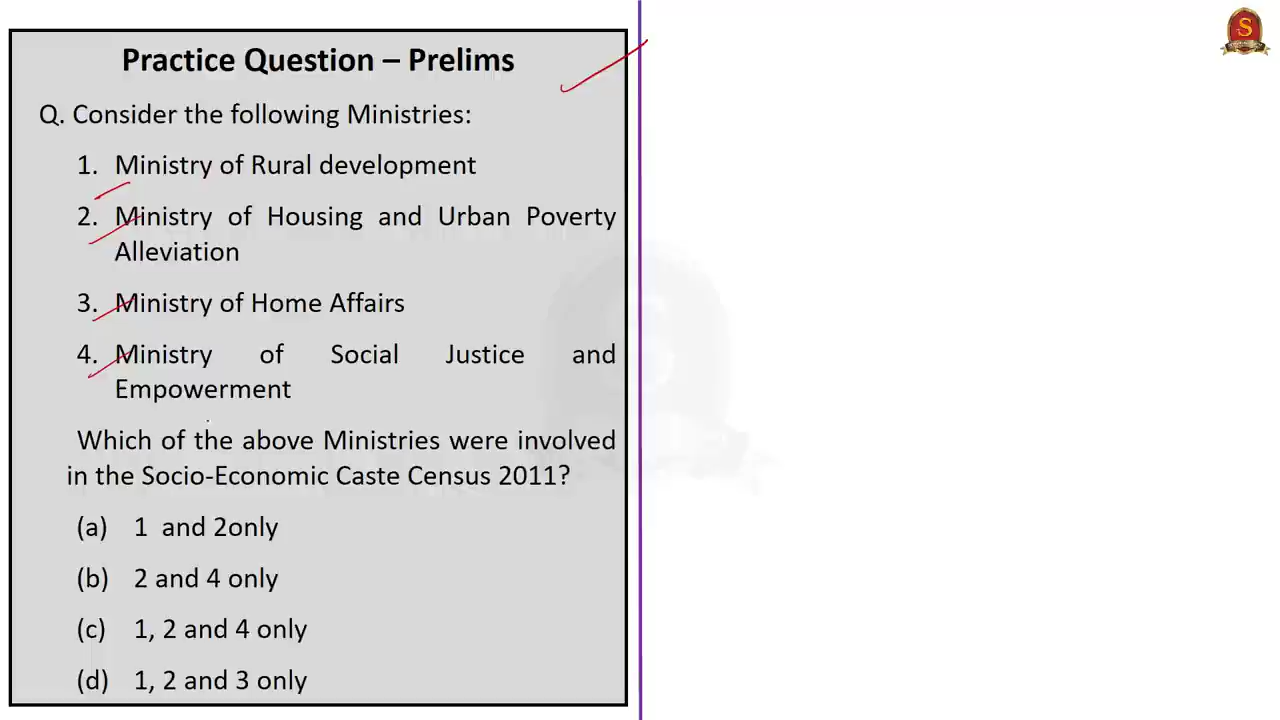 Practice Question – Prelims
Q. Consider the following Ministries:
1. Ministry of Rural development
2. Ministry of Housing and Urban Poverty
Alleviation
3. Ministry of Home Affairs
4. Ministry of Social Justice and
Empowerment
Which of the above Ministries were involved
in the Socio-Economic Caste Census 2011?
(a) 1 and 2only
(b) 2 and 4 only
(c) 1, 2 and 4 only
(d) 1, 2 and 3 only
S